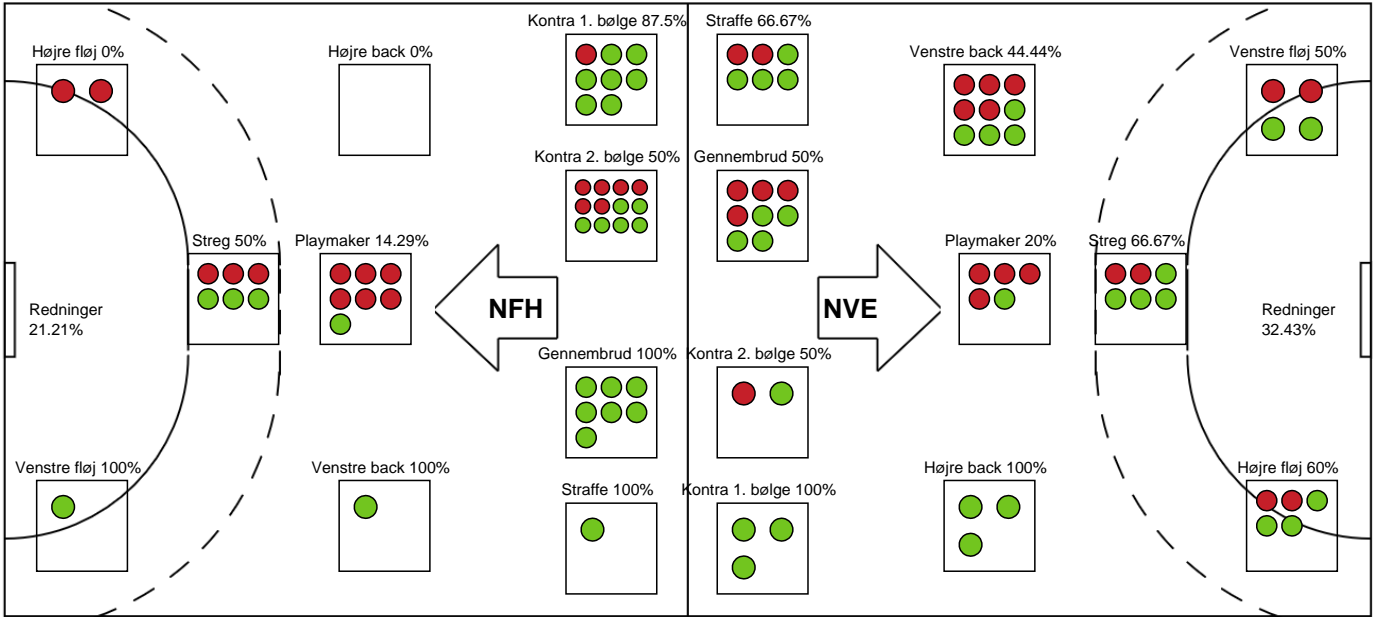 Kontra 1. bølge 87.5%
Straffe 66.67%
Højre fløj 0%
Højre back 0%
Venstre back 44.44%
Venstre fløj 50%
Kontra 2. bølge 50%
Gennembrud 50%
Streg 50%
Playmaker 14.29%
Playmaker 20%
Streg 66.67%
Redninger
21.21%
NFH
NVE
Redninger
32.43%
Gennembrud 100%
Kontra 2. bølge 50%
Venstre fløj 100%
Venstre back 100%
Straffe 100%
Kontra 1. bølge 100%
Højre back 100%
Højre fløj 60%